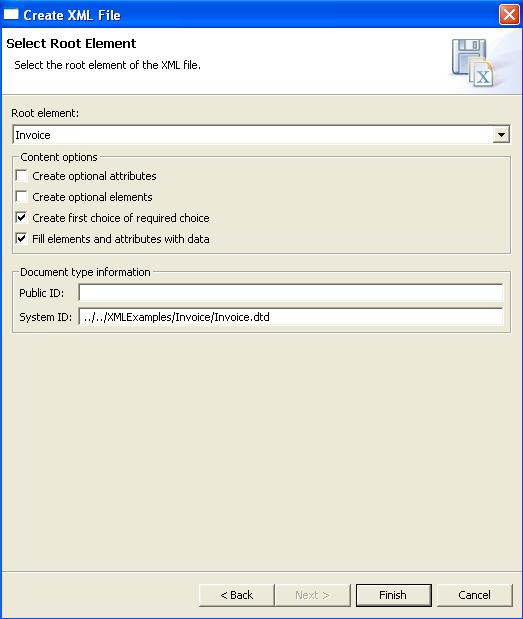 Create XML File
Select Root Element
Select the root element of the XML file.
X
Root element:
Invoice
Content options
Create optional attributes
Create optional elements
Create first choice of required choice
Fill elements and attributes with data
Document type information
Public ID:
System ID: ../../XMLExamples/Invoice/Invoice.dtd
< Back Next > Finish Cancel